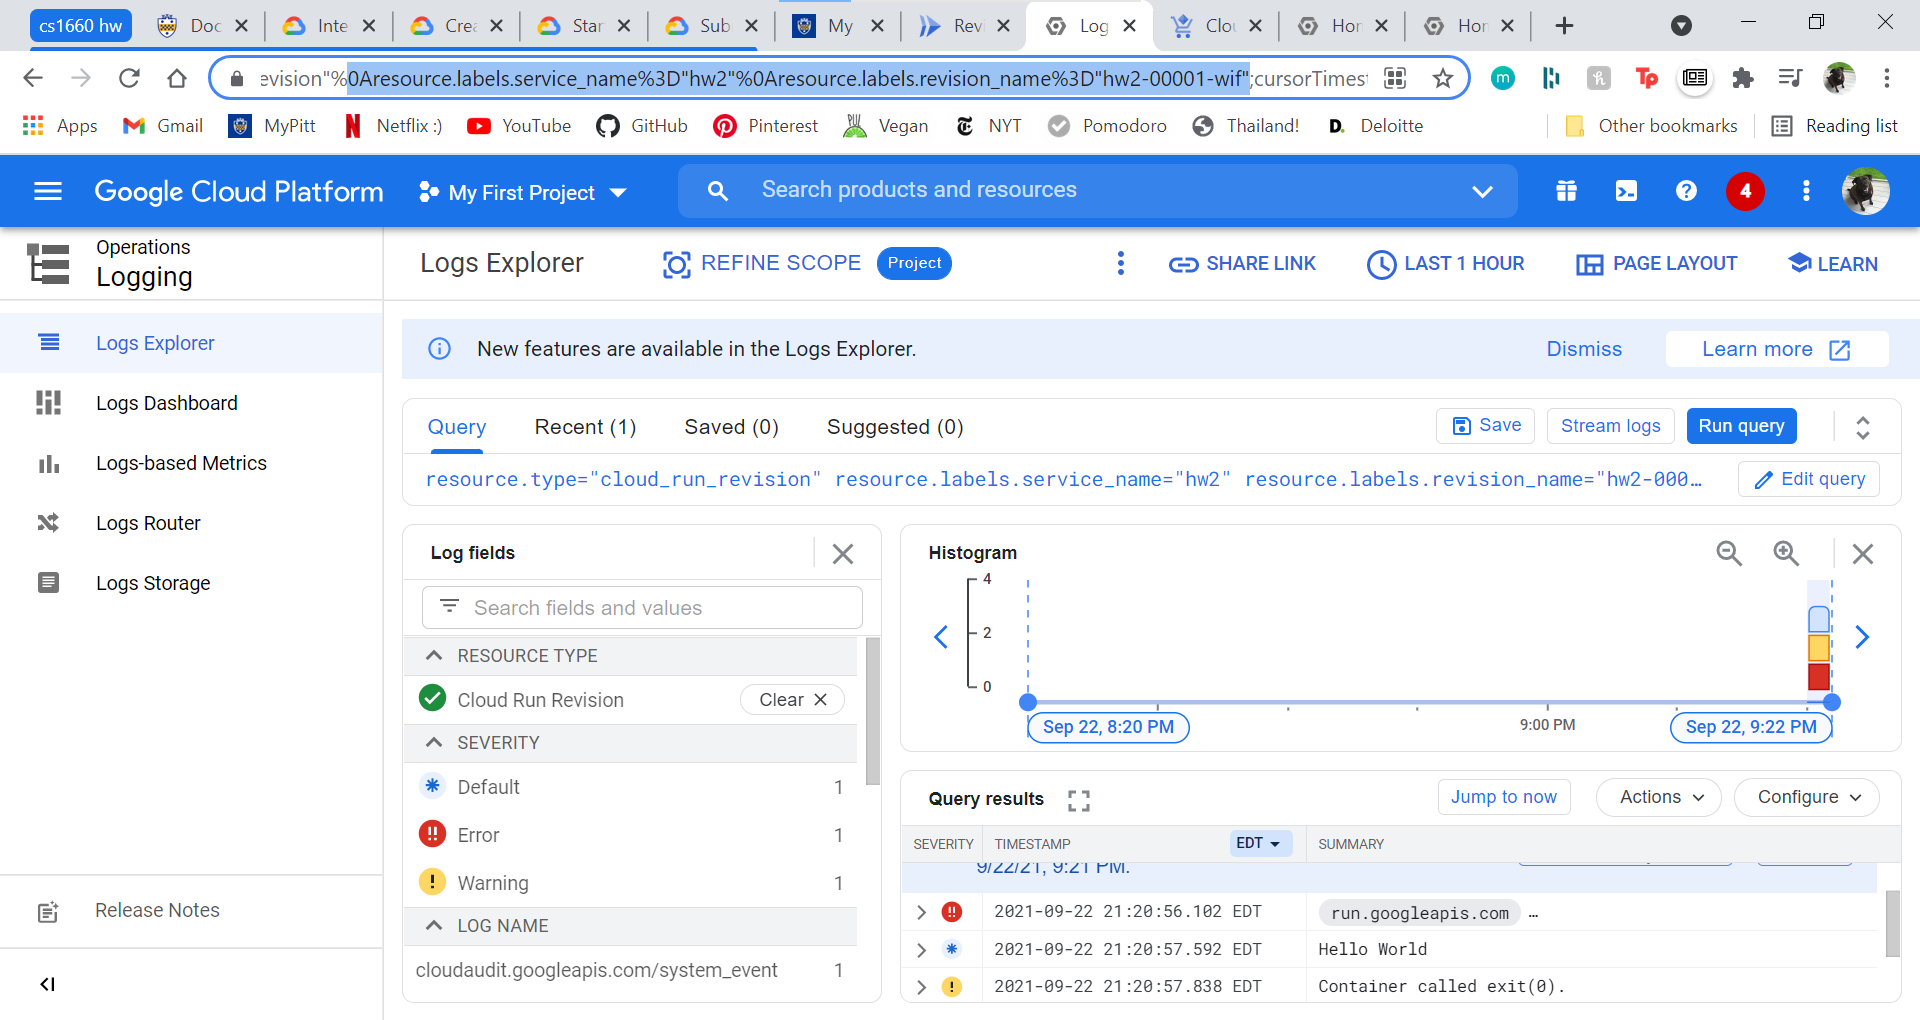 cs1660 hw
Doc
Inte
Crea
Star
Sub
My
Revi
Log
Clou
Hom
Hom
evision"%0Aresource.labels.service_name%3D"hw2"%0Aresource.labels.revision_name%3D"hw2-00001-wif";cursorTimest
Apps
Gmail
MyPitt
Netflix :)
YouTube
GitHub
Pinterest
Vegan
NYT
Pomodoro
Thailand!
D.
Deloitte
Other bookmarks
Reading list
Google Cloud Platform
My First Project
Search products and resources
4
Operations
Logging
Logs Explorer
REFINE SCOPE
Project
SHARE LINK
LAST 1 HOUR
PAGE LAYOUT
LEARN
Logs Explorer
Logs Dashboard
Logs-based Metrics
Logs Router
Logs Storage
Release Notes
New features are available in the Logs Explorer.
Dismiss
Learn more
Query
Recent (1)
Saved (0)
Suggested (0)
Save
Stream logs
Run query
resource.type="cloud_run_revision" resource.labels.service_name="hw2" resource.labels.revision_name="hw2-000…
Edit query
Log fields
Search fields and values
RESOURCE TYPE
Cloud Run Revision
Clear
SEVERITY
Default 1
Error 1
Warning 1
LOG NAME
cloudaudit.googleapis.com/system_event 1
Histogram
4
2
0
9:00 PM
Sep 22, 8:20 PM
Sep 22, 9:22 PM
Query results
Jump to now
Actions
Configure
SEVERITY
TIMESTAMP
EDT
SUMMARY
9/22/21, 9:21 PM.
2021-09-22 21:20:56.102 EDT run.googleapis.com …
2021-09-22 21:20:57.592 EDT Hello World
2021-09-22 21:20:57.838 EDT Container called exit(0).